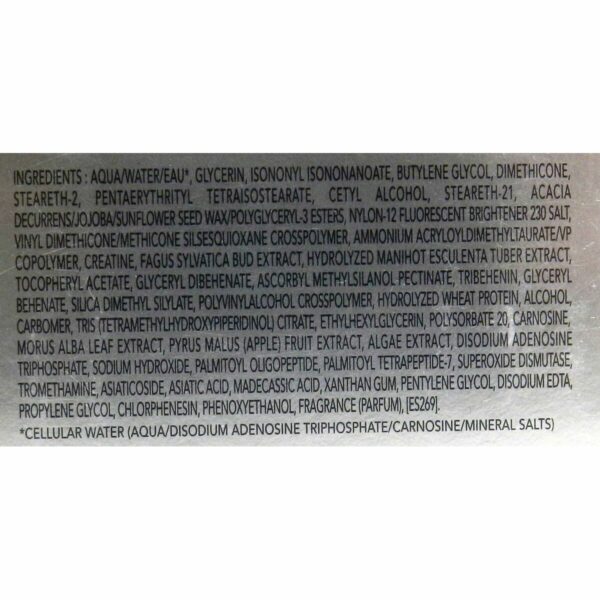 INGREDIENTS : AQUA/WATER/EAU*, GLYCERIN, ISONONYL ISONONANOATE, BUTYLENE GLYCOL, DIMETHICONE,
STEARETH-2, PENTAERYTHRITYL TETRAISOSTEARATE, CETYL ALCOHOL, STEARETH-21, ACACIA
DECURRENS/JOJOBA/SUNFLOWER SEED WAX/POLYGLYCERYL-3 ESTERS, NYLON-12 FLUORESCENT BRIGHTENER 230 SALT,
VINYL DIMETHICONE/METHICONE SILSESQUIOXANE CROSSPOLYMER, AMMONIUM ACRYLOYLDIMETHYLTAURATE/VP
COPOLYMER, CREATINE, FAGUS SYLVATICA BUD EXTRACT, HYDROLYZED MANIHOT ESCULENTA TUBER EXTRACT,
TOCOPHERYL ACETATE, GLYCERYL DIBEHENATE, ASCORBYL METHYLSILANOL PECTINATE, TRIBEHENIN, GLYCERYL
BEHENATE, SILICA DIMETHYL SILYLATE, POLYVINYLALCOHOL CROSSPOLYMER, HYDROLYZED WHEAT PROTEIN, ALCOHOL,
CARBOMER, TRIS (TETRAMETHYLHYDROXYPIPERIDINOL) CITRATE, ETHYLHEXYLGLYCERIN, POLYSORBATE 20, CARNOSINE,
MORUS ALBA LEAF EXTRACT, PYRUS MALUS (APPLE) FRUIT EXTRACT, ALGAE EXTRACT, DISODIUM ADENOSINE
TRIPHOSPHATE, SODIUM HYDROXIDE, PALMITOYL OLIGOPEPTIDE, PALMITOYL TETRAPEPTIDE-7, SUPEROXIDE DISMUTASE,
TROMETHAMINE, ASIATICOSIDE, ASIATIC ACID, MADECASSIC ACID, XANTHAN GUM, PENTYLENE GLYCOL, DISODIUM EDTA,
PROPYLENE GLYCOL, CHLORPHENESIN, PHENOXYETHANOL, FRAGRANCE (PARFUM), [ES269].
*CELLULAR WATER (AQUA/DISODIUM ADENOSINE TRIPHOSPHATE/CARNOSINE/MINERAL SALTS)